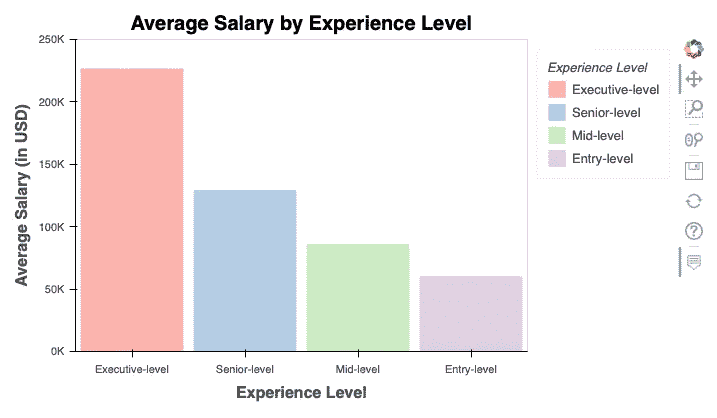 Average Salary by Experience Level
250K
200K
150K
100K
50K
0K
Average Salary (in USD)
Executive-level
Senior-level
Mid-level
Entry-level
Experience Level
Experience Level
Executive-level
Senior-level
Mid-level
Entry-level